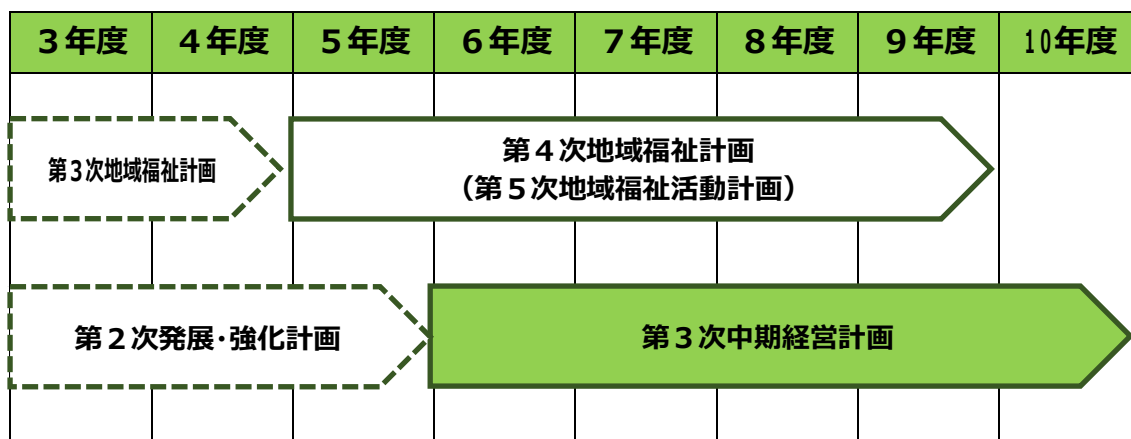 ３年度 ４年度 ５年度 ６年度 ７年度 ８年度 ９年度 10年度
第３次地域福祉計画
第４次地域福祉計画
（第５次地域福祉活動計画）
第２次発展・強化計画
第３次中期経営計画